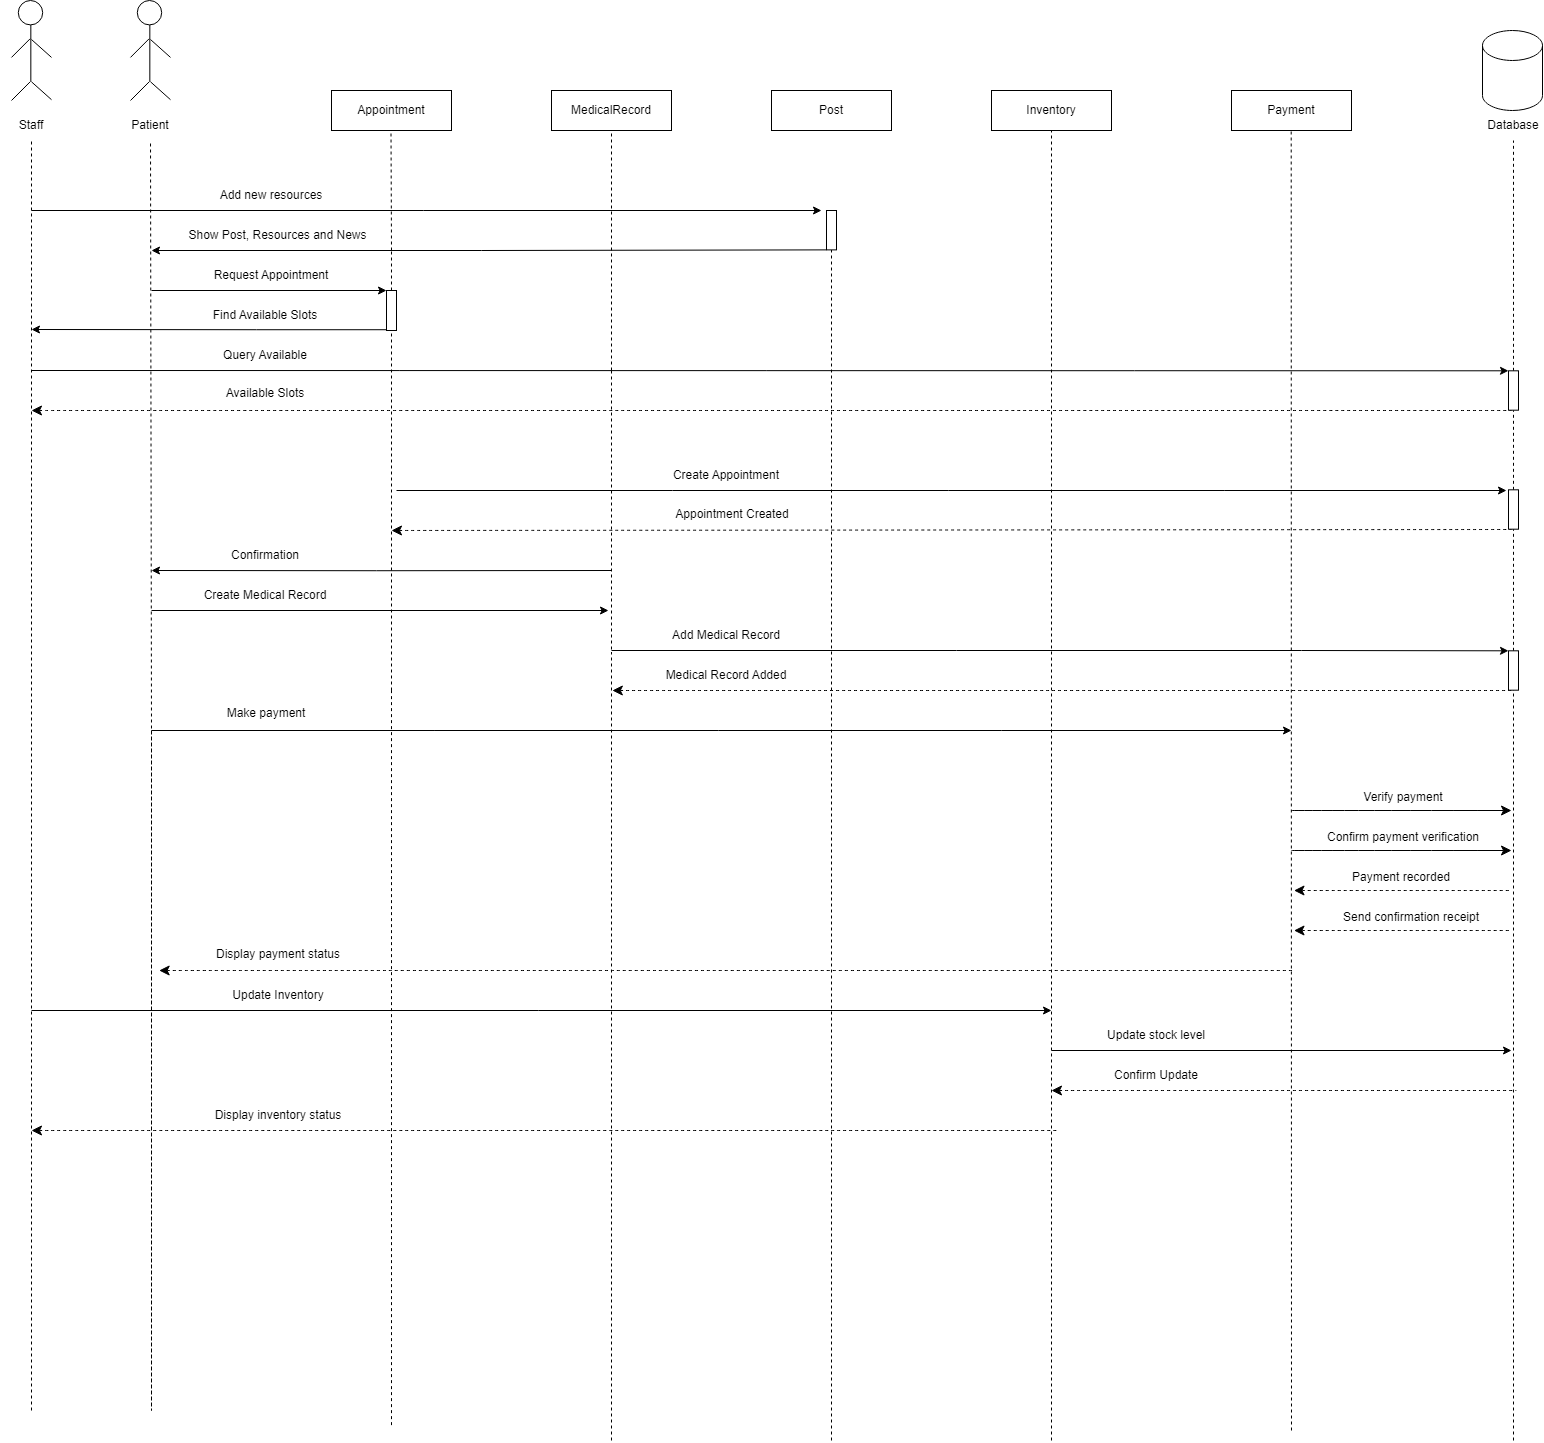 Staff
Patient
Appointment
MedicalRecord
Post
Inventory
Payment
Database
Add new resources
Show Post, Resources and News
Request Appointment
Find Available Slots
Query Available
Available Slots
Create Appointment
Appointment Created
Confirmation
Create Medical Record
Add Medical Record
Medical Record Added
Make payment
Verify payment
Confirm payment verification
Payment recorded
Send confirmation receipt
Display payment status
Update Inventory
Update stock level
Confirm Update
Display inventory status